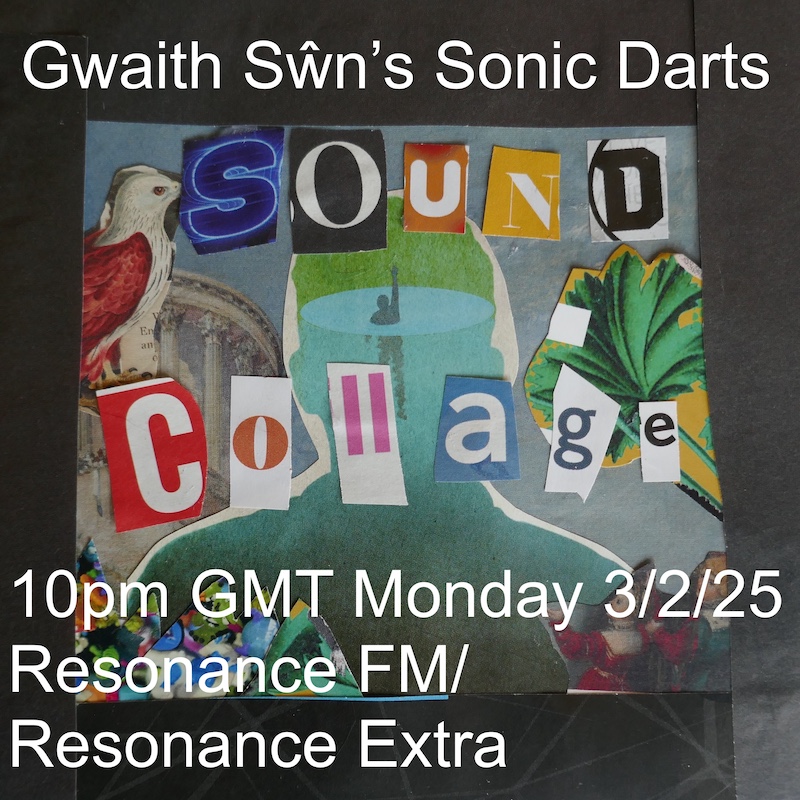 Gwaith Sŵn’s Sonic Darts
SOUND
Collage
10pm GMT Monday 3/2/25
Resonance FM/
Resonance Extra